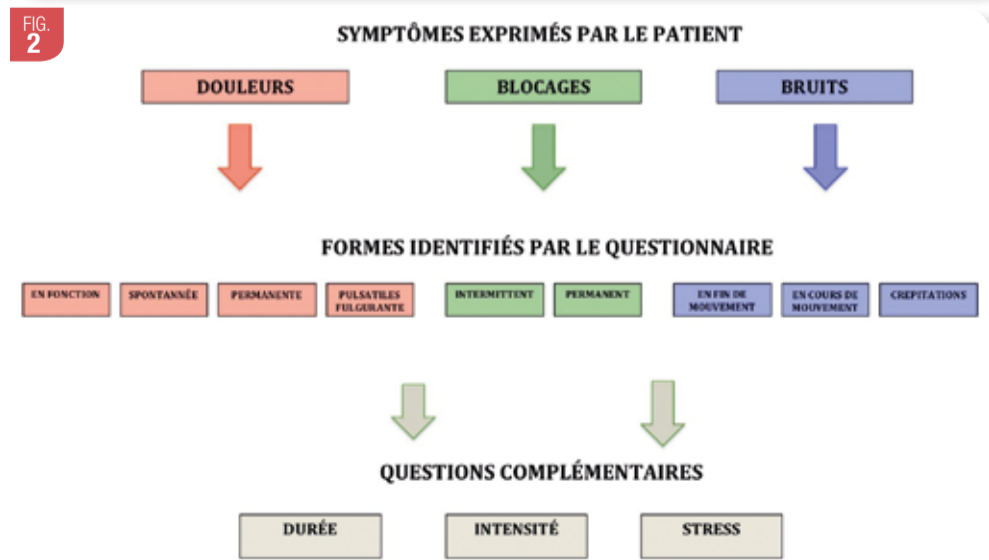 FIG.
2
SYMPTÔMES EXPRIMÉS PAR LE PATIENT
DOULEURS BLOCAGES BRUITS
FORMES IDENTIFIÉS PAR LE QUESTIONNAIRE
EN FONCTION SPONTANNÉE PERMANENTE PULSATILES INTERMITTENT PERMANENT EN FIN DE EN COURS DE CREPITATIONS
FULGURANTE MOUVEMENT MOUVEMENT
QUESTIONS COMPLÉMENTAIRES
DURÉE INTENSITÉ STRESS